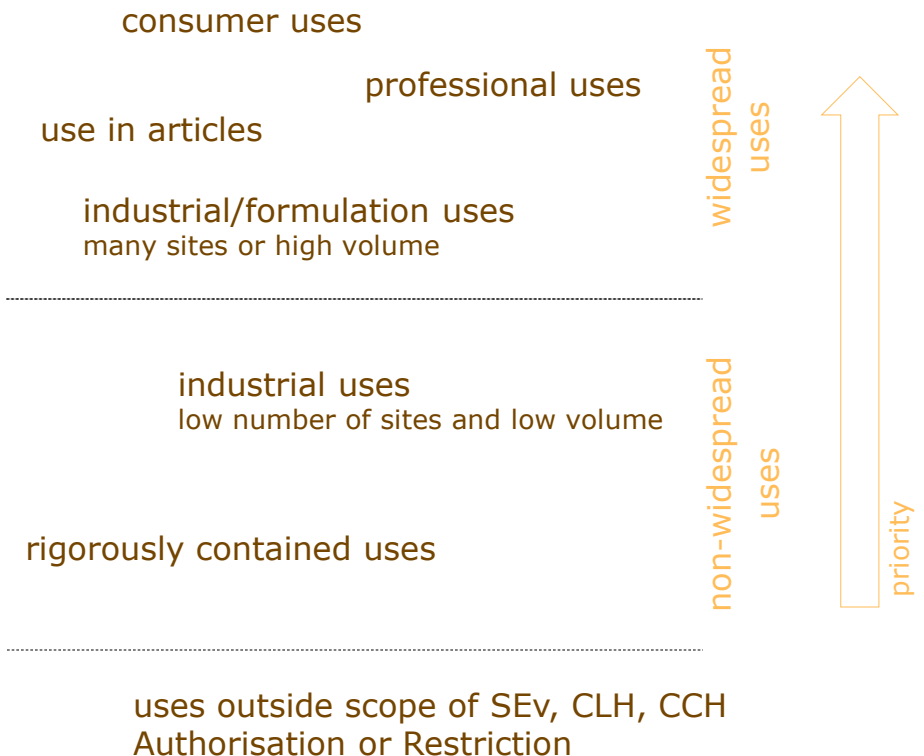 consumer uses
professional uses
use in articles
industrial/formulation uses
many sites or high volume
widespread
uses
industrial uses
low number of sites and low volume
rigorously contained uses
non-widespread
uses
priority
uses outside scope of SEv, CLH, CCH
Authorisation or Restriction